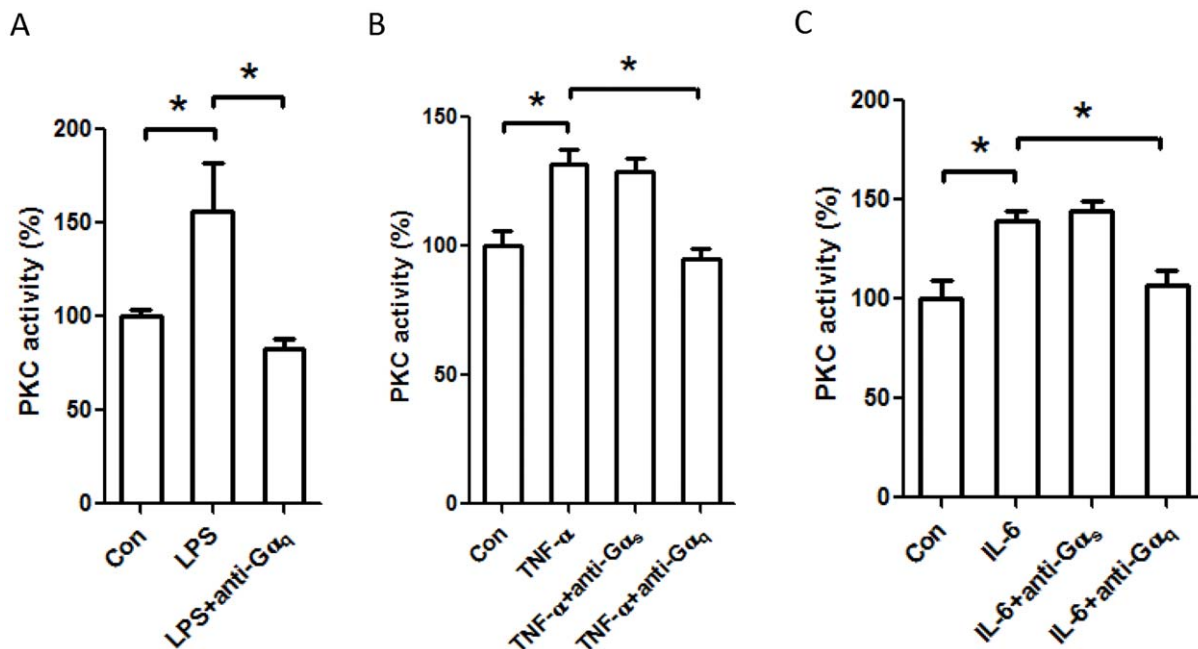 A
B
C
*
*
PKC activity (%)
200
150
100
50
0
Con
LPS
LPS+anti-Gαq
*
*
PKC activity (%)
150
100
50
0
Con
TNF-α
TNF-α+anti-Gαs
TNF-α+anti-Gαq
*
*
PKC activity (%)
200
150
100
50
0
Con
IL-6
IL-6+anti-Gαs
IL-6+anti-Gαq